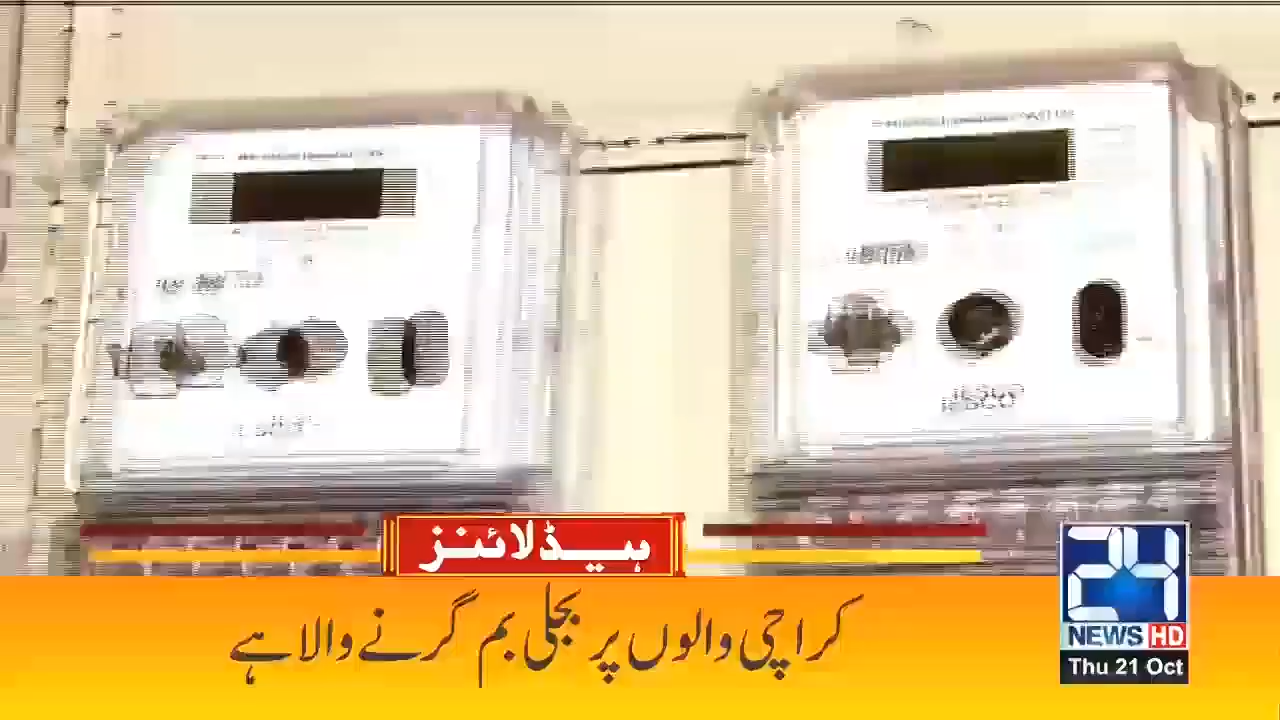 ہیڈلائنز
کراچی والوں پر بجلی بم گرنے والا ہے
24
NEWS HD
Thu 21 Oct